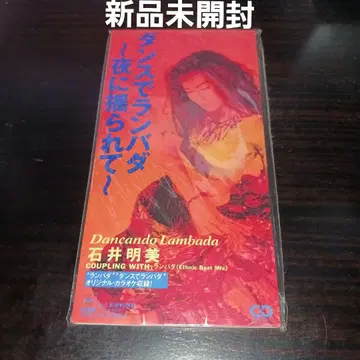 新品未開封
ダンスでランバダ
〜夜に揺られて〜
Dancando Lambada
石井明美
COUPLING WITH:ランバダ(Ethnic Beat Mix)
"ランバダ" "ダンスでランバダ"
オリジナル・カラオケ収録!
CD